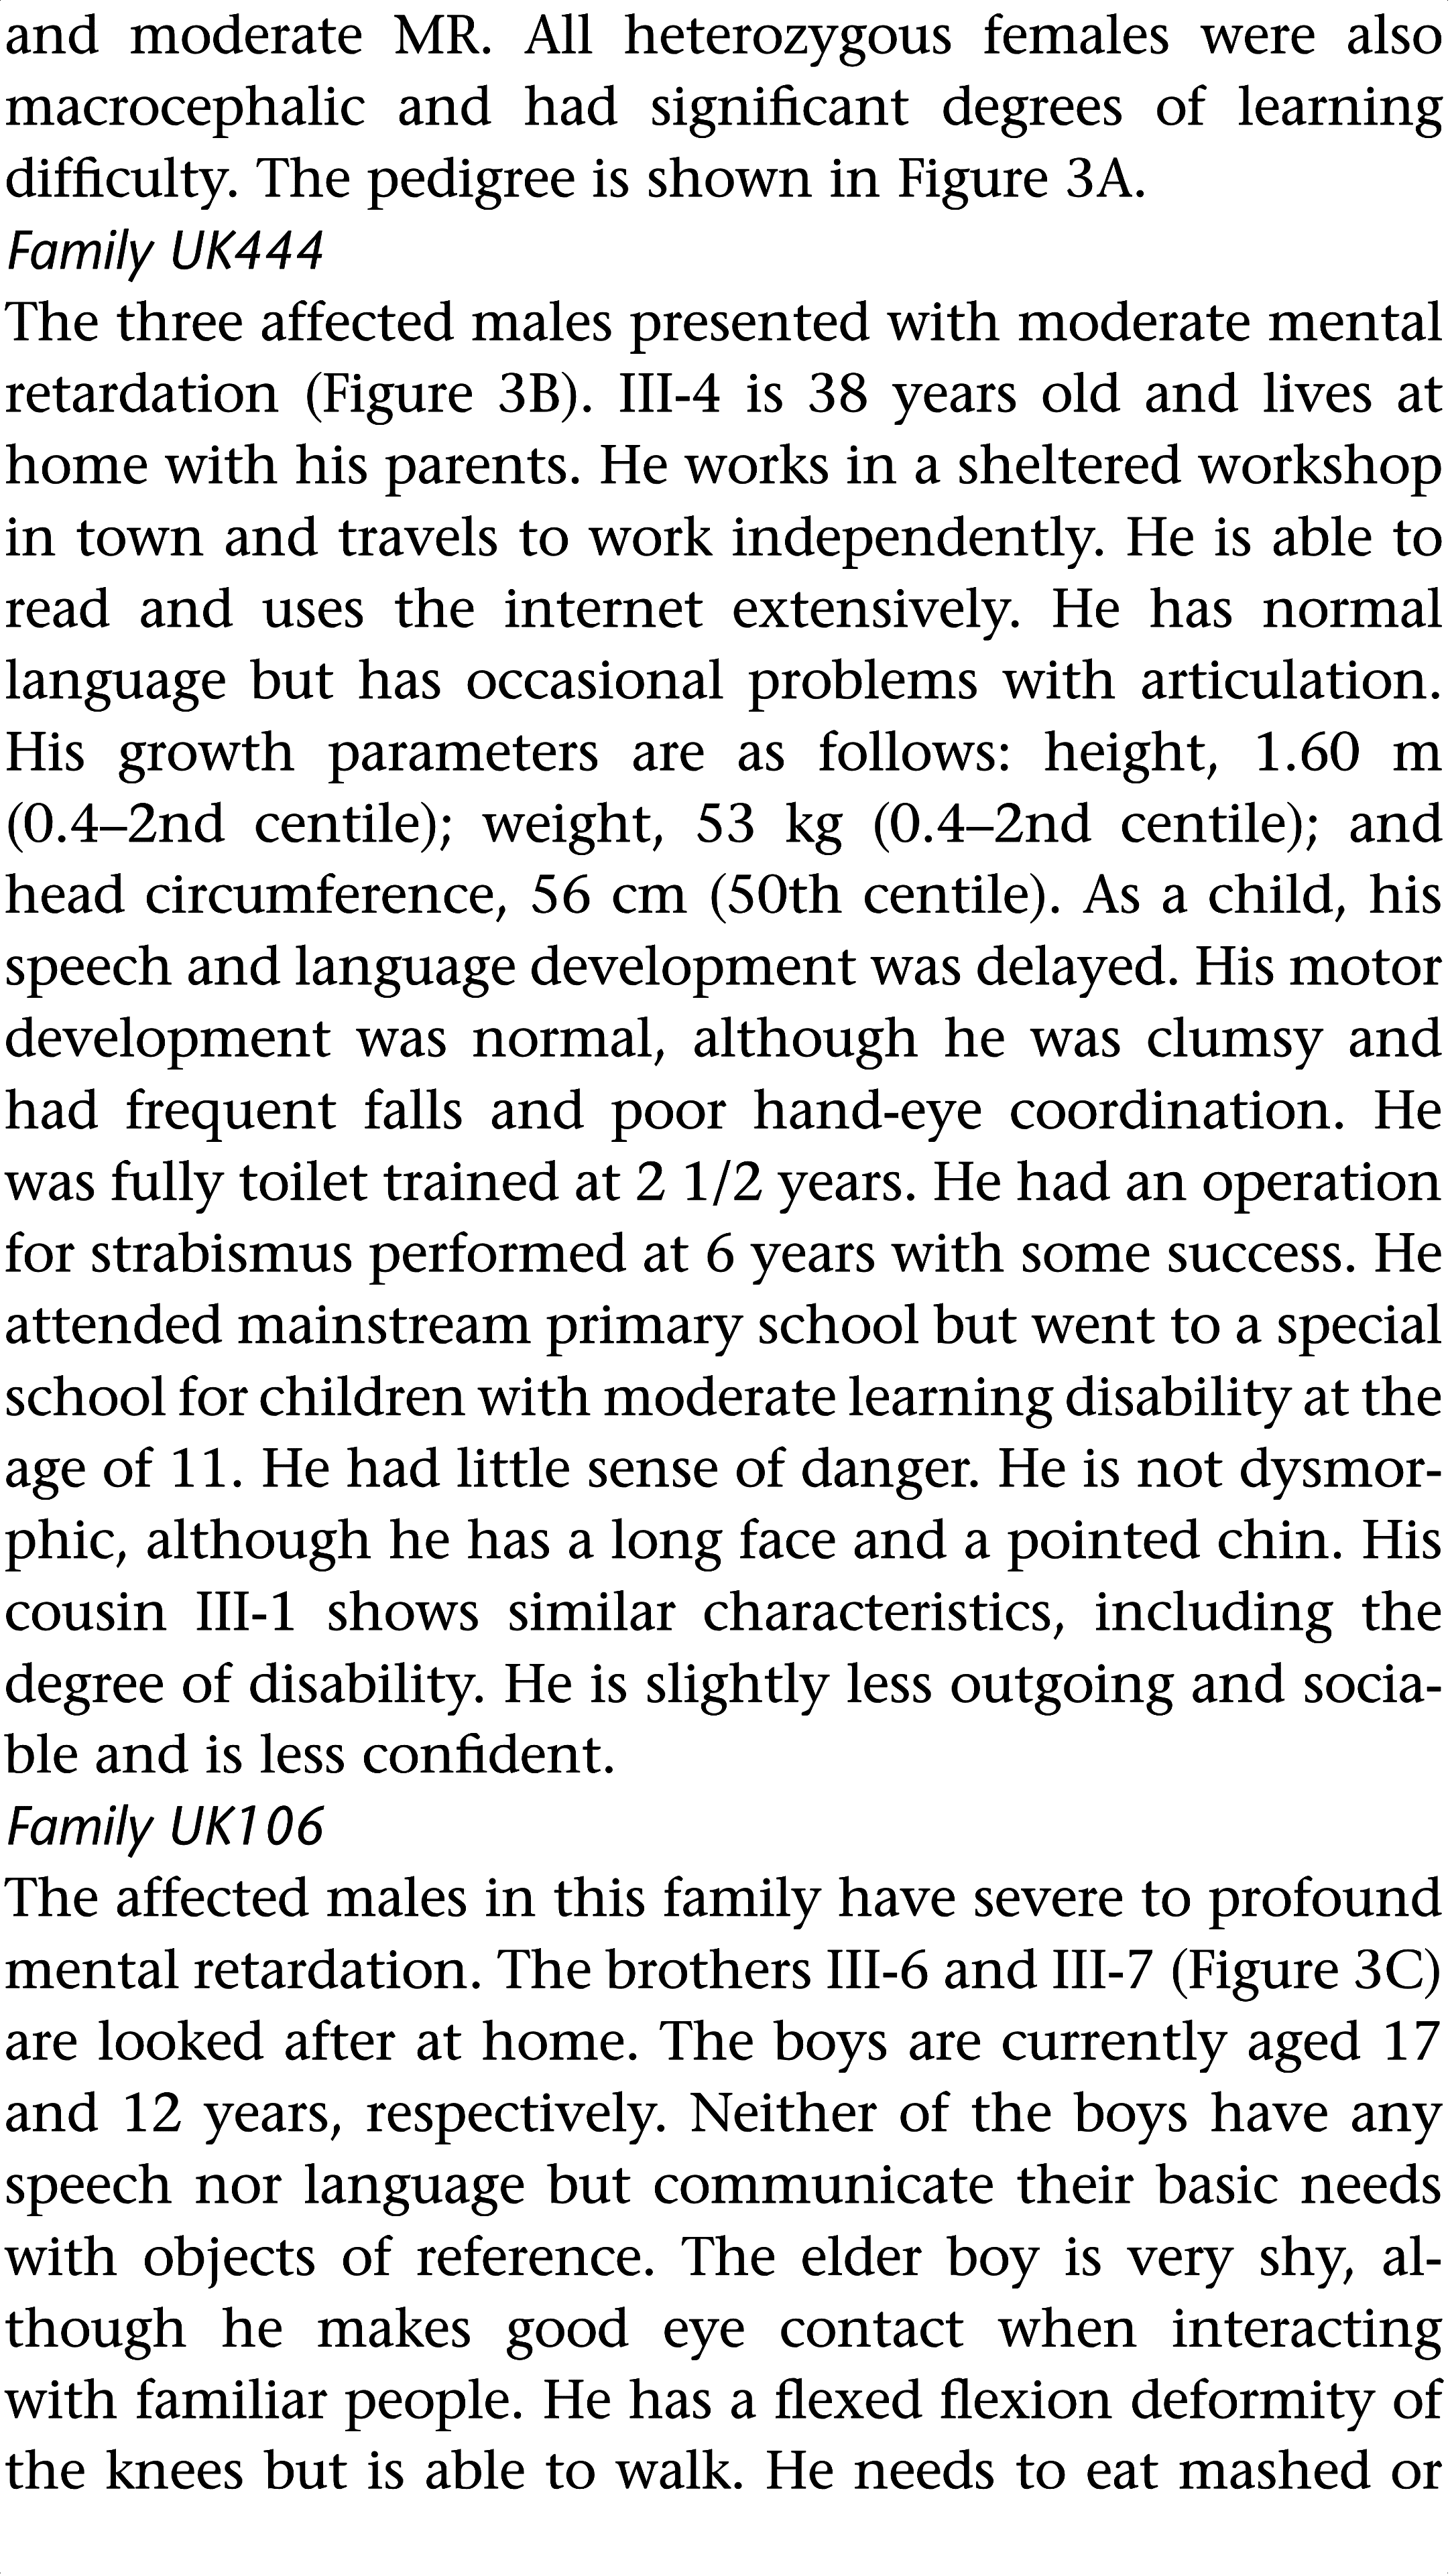 and moderate MR. All heterozygous females were also
macrocephalic and had significant degrees of learning
difficulty. The pedigree is shown in Figure 3A.
Family UK444
The three affected males presented with moderate mental
retardation (Figure 3B). III-4 is 38 years old and lives at
home with his parents. He works in a sheltered workshop
in town and travels to work independently. He is able to
read and uses the internet extensively. He has normal
language but has occasional problems with articulation.
His growth parameters are as follows: height, 1.60 m
(0.4–2nd centile); weight, 53 kg (0.4–2nd centile); and
head circumference, 56 cm (50th centile). As a child, his
speech and language development was delayed. His motor
development was normal, although he was clumsy and
had frequent falls and poor hand-eye coordination. He
was fully toilet trained at 2 1/2 years. He had an operation
for strabismus performed at 6 years with some success. He
attended mainstream primary school but went to a special
school for children with moderate learning disability at the
age of 11. He had little sense of danger. He is not dysmor-
phic, although he has a long face and a pointed chin. His
cousin III-1 shows similar characteristics, including the
degree of disability. He is slightly less outgoing and socia-
ble and is less confident.
Family UK106
The affected males in this family have severe to profound
mental retardation. The brothers III-6 and III-7 (Figure 3C)
are looked after at home. The boys are currently aged 17
and 12 years, respectively. Neither of the boys have any
speech nor language but communicate their basic needs
with objects of reference. The elder boy is very shy, al-
though he makes good eye contact when interacting
with familiar people. He has a flexed flexion deformity of
the knees but is able to walk. He needs to eat mashed or